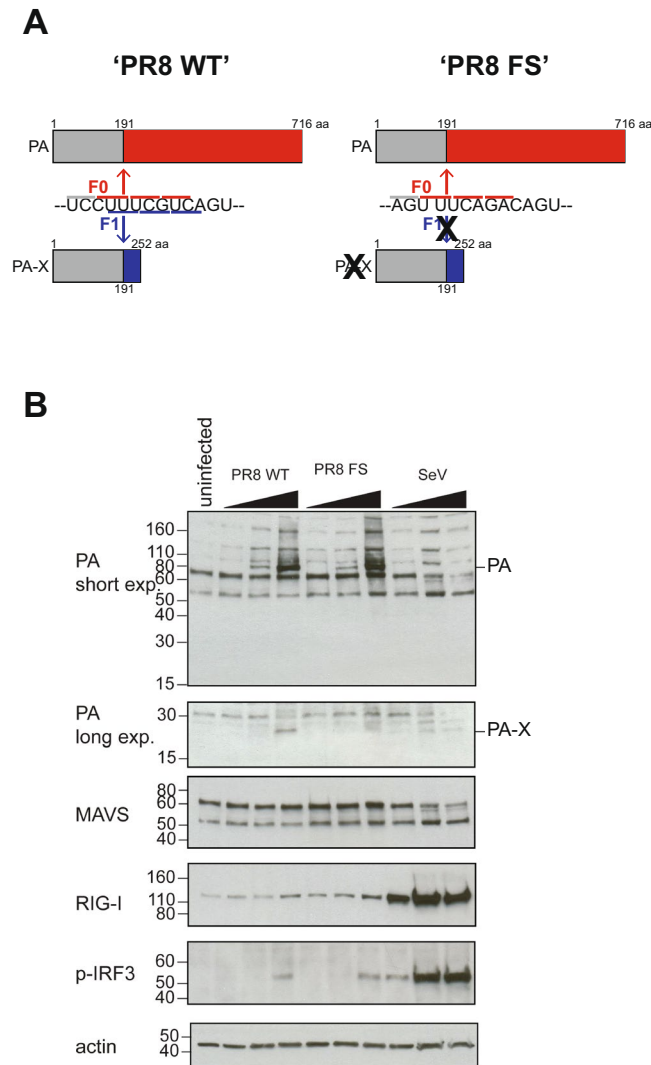 A
'PR8 WT' 'PR8 FS'
1 191 716 aa 1 191 716 aa
PA PA
F0 F0
--UCCUUUCGUCAGU-- --AGU UUCAGACAGU--
F1 F1X
1 252 aa 1 252 aa
PA-X PA-X
X
191 191
B
uninfected
PR8 WT PR8 FS SeV
PA
short exp.
160
110
80
60
50
40
30
15
PA
PA
long exp.
30
15
PA-X
MAVS
80
60
50
40
RIG-I
160
110
80
p-IRF3
60
50
40
actin
50
40